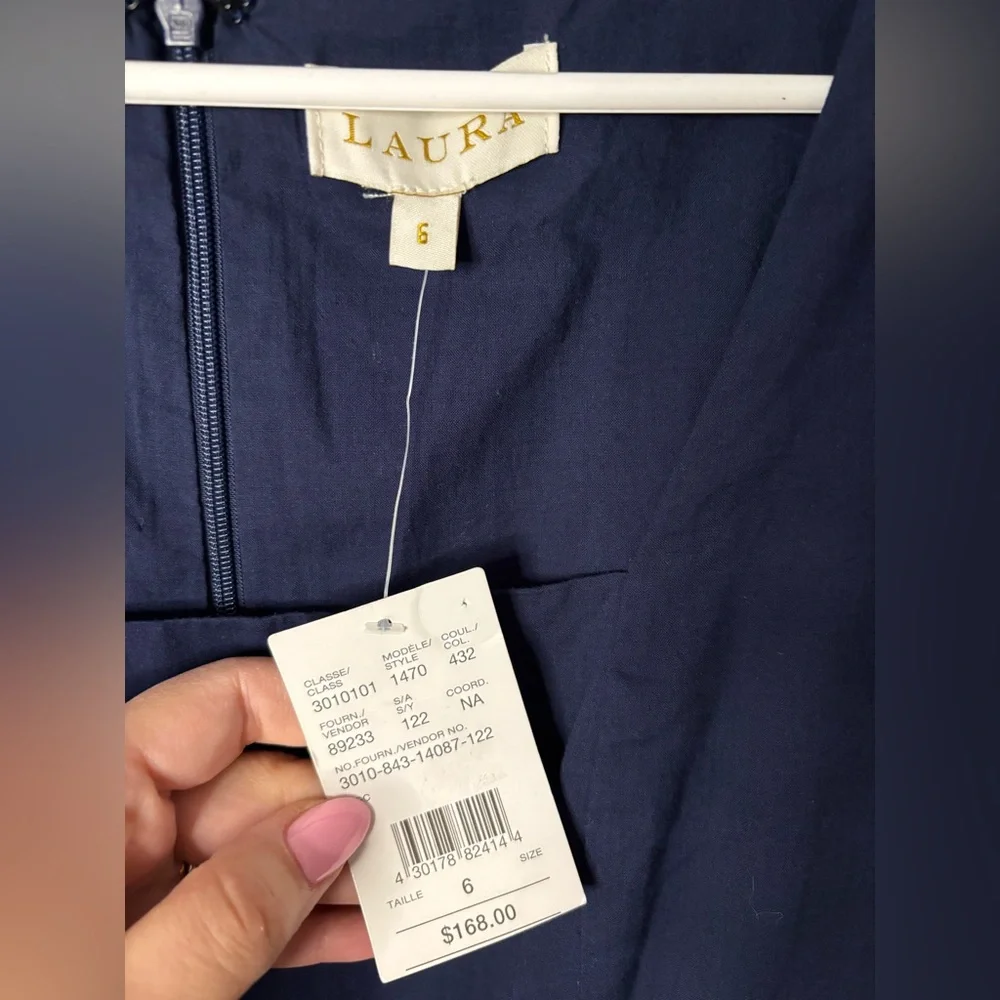 LAURA
6
CLASSE/ MODÈLE/ COUL./
CLASS STYLE COL.
3010101 1470 432
FOURN./ S/A COORD.
VENDOR S/Y NA
89233 122
NO.FOURN./VENDOR NO.
3010-843-14087-122
C
4 30178 82414 4
TAILLE 6 SIZE
$168.00